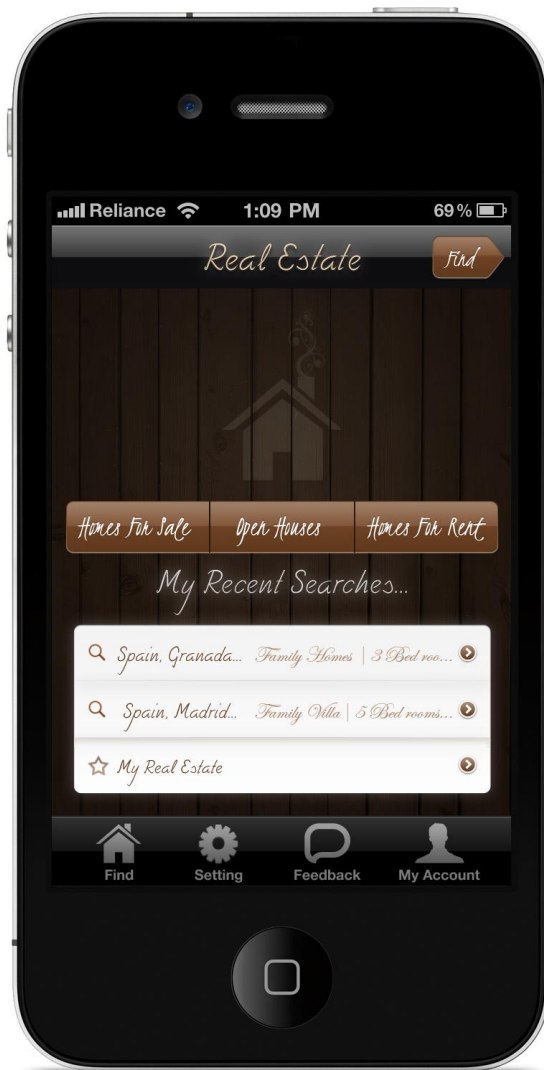 Reliance 1:09 PM 69%
Real Estate Find
Homes For Sale Open Houses Homes For Rent
My Recent Searches...
Spain, Granada... Family Homes | 3 Bed roo...
Spain, Madrid... Family Villa | 5 Bed rooms...
My Real Estate
Find Setting Feedback My Account